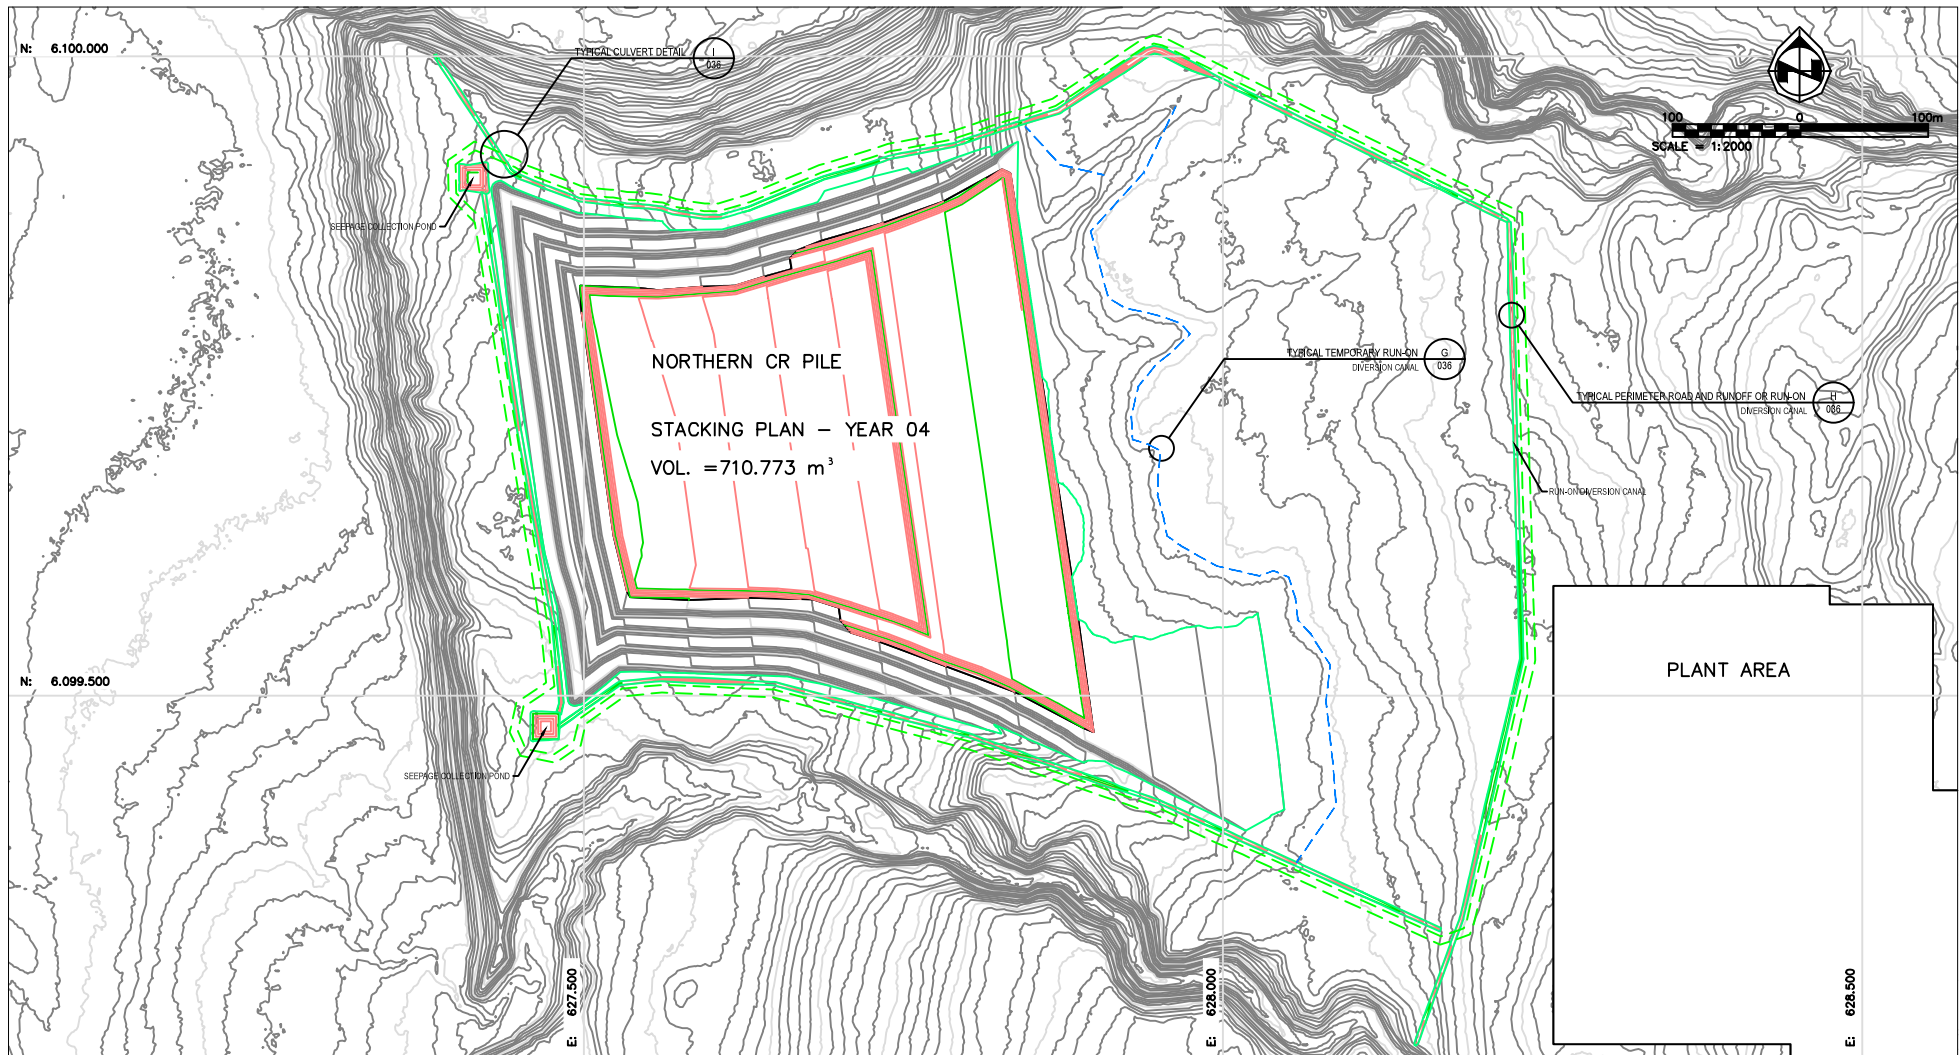 N: 6.100.000
TYPICAL CULVERT DETAIL
I
036
100 0 100m
SCALE = 1:2000
SEEPAGE COLLECTION POND
NORTHERN CR PILE
STACKING PLAN – YEAR 04
VOL. =710.773 m³
TYPICAL TEMPORARY RUN-ON
DIVERSION CANAL
G
036
TYPICAL PERIMETER ROAD AND RUNOFF OR RUN-ON
DIVERSION CANAL
H
036
RUN-ON DIVERSION CANAL
N: 6.099.500
PLANT AREA
SEEPAGE COLLECTION POND
E: 627.500
E: 628.000
E: 628.500